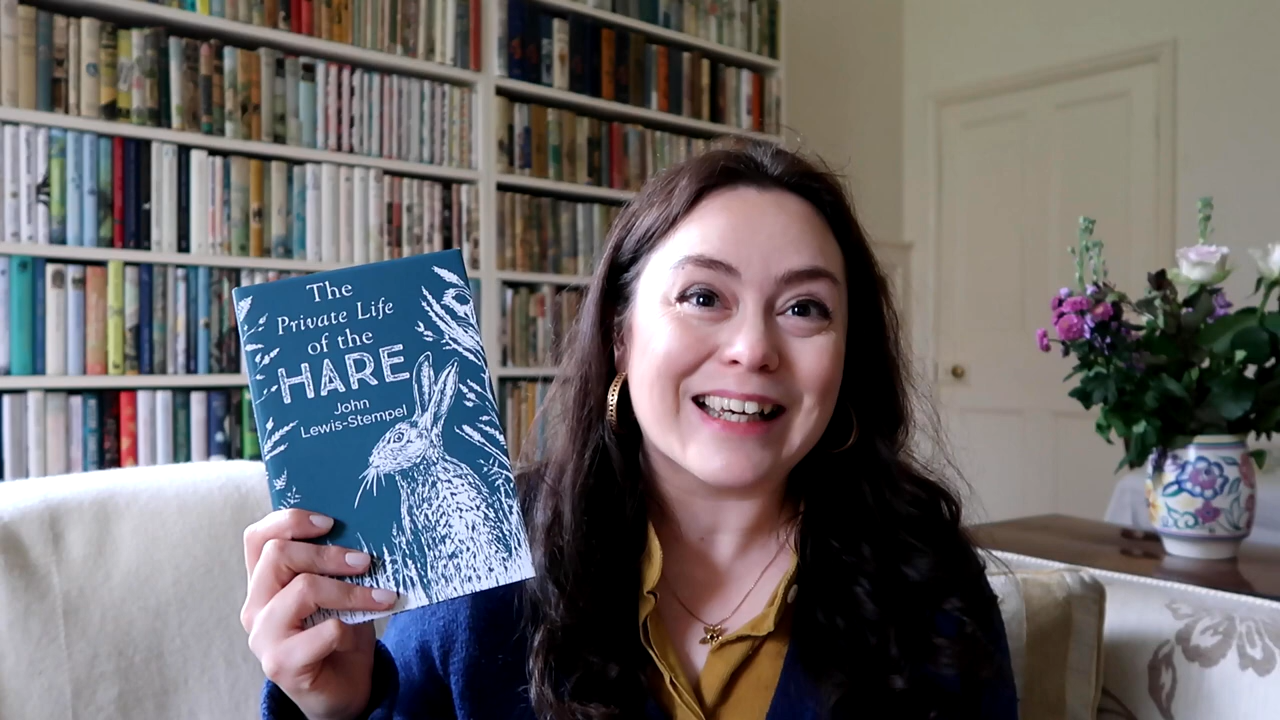 The
Private Life
of the
HARE
John
Lewis-Stempel